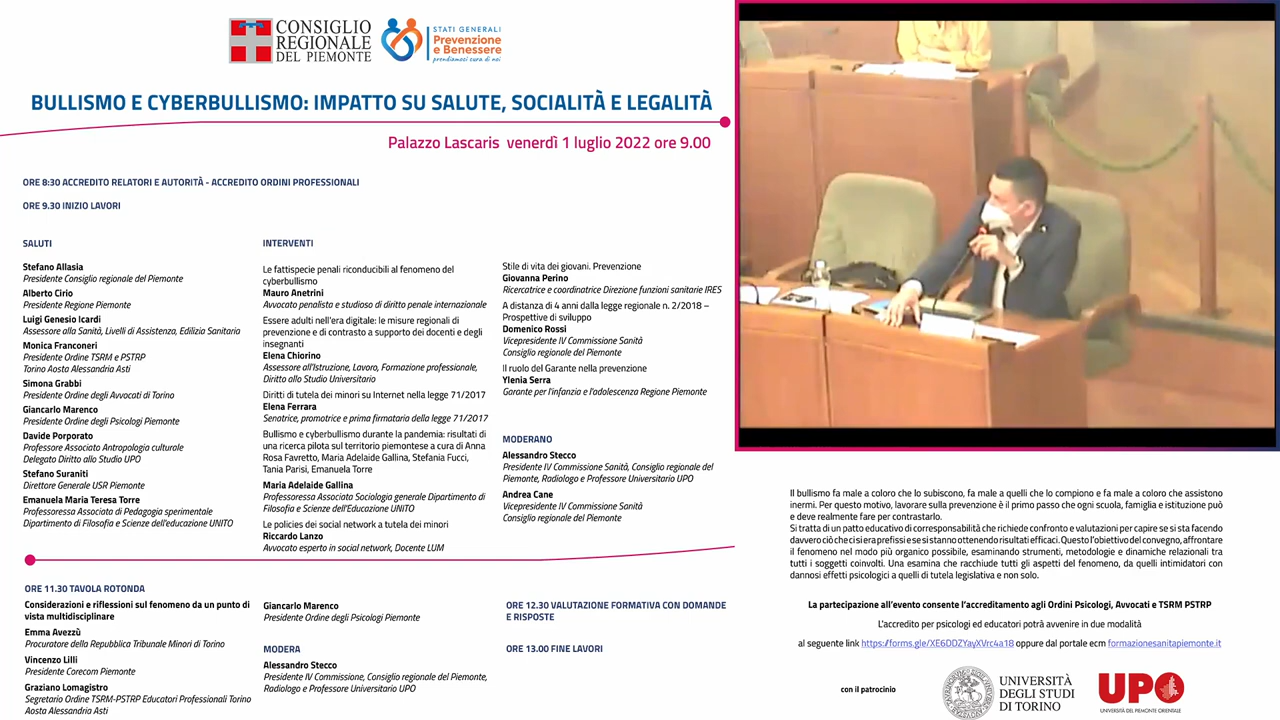 CONSIGLIO
REGIONALE
DEL PIEMONTE
STATI GENERALI
Prevenzione
e Benessere
prendiamoci cura di noi
BULLISMO E CYBERBULLISMO: IMPATTO SU SALUTE, SOCIALITÀ E LEGALITÀ
Palazzo Lascaris venerdì 1 luglio 2022 ore 9.00
ORE 8:30 ACCREDITO RELATORI E AUTORITÀ - ACCREDITO ORDINI PROFESSIONALI
ORE 9.30 INIZIO LAVORI
SALUTI
Stefano Allasia
Presidente Consiglio regionale del Piemonte
Alberto Cirio
Presidente Regione Piemonte
Luigi Genesio Icardi
Assessore alla Sanità, Livelli di Assistenza, Edilizia Sanitaria
Monica Franconeri
Presidente Ordine TSRM e PSTRP
Torino Aosta Alessandria Asti
Simona Grabbi
Presidente Ordine degli Avvocati di Torino
Giancarlo Marenco
Presidente Ordine degli Psicologi Piemonte
Davide Porporato
Professore Associato Antropologia culturale
Delegato Diritto allo Studio UPO
Stefano Suraniti
Direttore Generale USR Piemonte
Emanuela Maria Teresa Torre
Professoressa Associata di Pedagogia sperimentale
Dipartimento di Filosofia e Scienze dell'educazione UNITO
INTERVENTI
Le fattispecie penali riconducibili al fenomeno del
cyberbullismo
Mauro Anetrini
Avvocato penalista e studioso di diritto penale internazionale
Essere adulti nell'era digitale: le misure regionali di
prevenzione e di contrasto a supporto dei docenti e degli
insegnanti
Elena Chiorino
Assessore all'Istruzione, Lavoro, Formazione professionale,
Diritto allo Studio Universitario
Diritti di tutela dei minori su Internet nella legge 71/2017
Elena Ferrara
Senatrice, promotrice e prima firmataria della legge 71/2017
Bullismo e cyberbullismo durante la pandemia: risultati di
una ricerca pilota sul territorio piemontese a cura di Anna
Rosa Favretto, Maria Adelaide Gallina, Stefania Fucci,
Tania Parisi, Emanuela Torre
Maria Adelaide Gallina
Professoressa Associata Sociologia generale Dipartimento di
Filosofia e Scienze dell'Educazione UNITO
Le policies dei social network a tutela dei minori
Riccardo Lanzo
Avvocato esperto in social network, Docente LUM
Stile di vita dei giovani. Prevenzione
Giovanna Perino
Ricercatrice e coordinatrice Direzione funzioni sanitarie IRES
A distanza di 4 anni dalla legge regionale n. 2/2018 –
Prospettive di sviluppo
Domenico Rossi
Vicepresidente IV Commissione Sanità
Consiglio regionale del Piemonte
Il ruolo del Garante nella prevenzione
Ylenia Serra
Garante per l'infanzia e l'adolescenza Regione Piemonte
MODERANO
Alessandro Stecco
Presidente IV Commissione Sanità, Consiglio regionale del
Piemonte, Radiologo e Professore Universitario UPO
Andrea Cane
Vicepresidente IV Commissione Sanità
Consiglio regionale del Piemonte
ORE 11.30 TAVOLA ROTONDA
Considerazioni e riflessioni sul fenomeno da un punto di
vista multidisciplinare
Emma Avezzù
Procuratore della Repubblica Tribunale Minori di Torino
Vincenzo Lilli
Presidente Corecom Piemonte
Graziano Lomagistro
Segretario Ordine TSRM-PSTRP Educatori Professionali Torino
Aosta Alessandria Asti
Giancarlo Marenco
Presidente Ordine degli Psicologi Piemonte
MODERA
Alessandro Stecco
Presidente IV Commissione, Consiglio regionale del Piemonte,
Radiologo e Professore Universitario UPO
ORE 12.30 VALUTAZIONE FORMATIVA CON DOMANDE
E RISPOSTE
ORE 13.00 FINE LAVORI
Il bullismo fa male a coloro che lo subiscono, fa male a quelli che lo compiono e fa male a coloro che assistono
inermi. Per questo motivo, lavorare sulla prevenzione è il primo passo che ogni scuola, famiglia e istituzione può
e deve realmente fare per contrastarlo.
Si tratta di un patto educativo di corresponsabilità che richiede confronto e valutazioni per capire se si sta facendo
davvero ciò che ci si era prefissi e se si stanno ottenendo risultati efficaci. Questo l'obiettivo del convegno, affrontare
il fenomeno nel modo più organico possibile, esaminando strumenti, metodologie e dinamiche relazionali tra
tutti i soggetti coinvolti. Una esamina che racchiude tutti gli aspetti del fenomeno, da quelli intimidatori con
dannosi effetti psicologici a quelli di tutela legislativa e non solo.
La partecipazione all'evento consente l'accreditamento agli Ordini Psicologi, Avvocati e TSRM PSTRP
L'accredito per psicologi ed educatori potrà avvenire in due modalità
al seguente link https://forms.gle/XE6DDZYayXVrc4a18 oppure dal portale ecm formazionesanitapiemonte.it
con il patrocinio
UNIVERSITÀ
DEGLI STUDI
DI TORINO
UPO
UNIVERSITÀ DEL PIEMONTE ORIENTALE